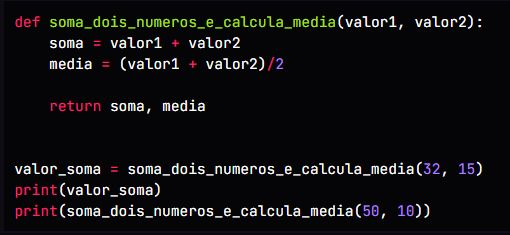 def soma_dois_numeros_e_calcula_media(valor1, valor2):
    soma = valor1 + valor2
    media = (valor1 + valor2)/2

    return soma, media


valor_soma = soma_dois_numeros_e_calcula_media(32, 15)
print(valor_soma)
print(soma_dois_numeros_e_calcula_media(50, 10))